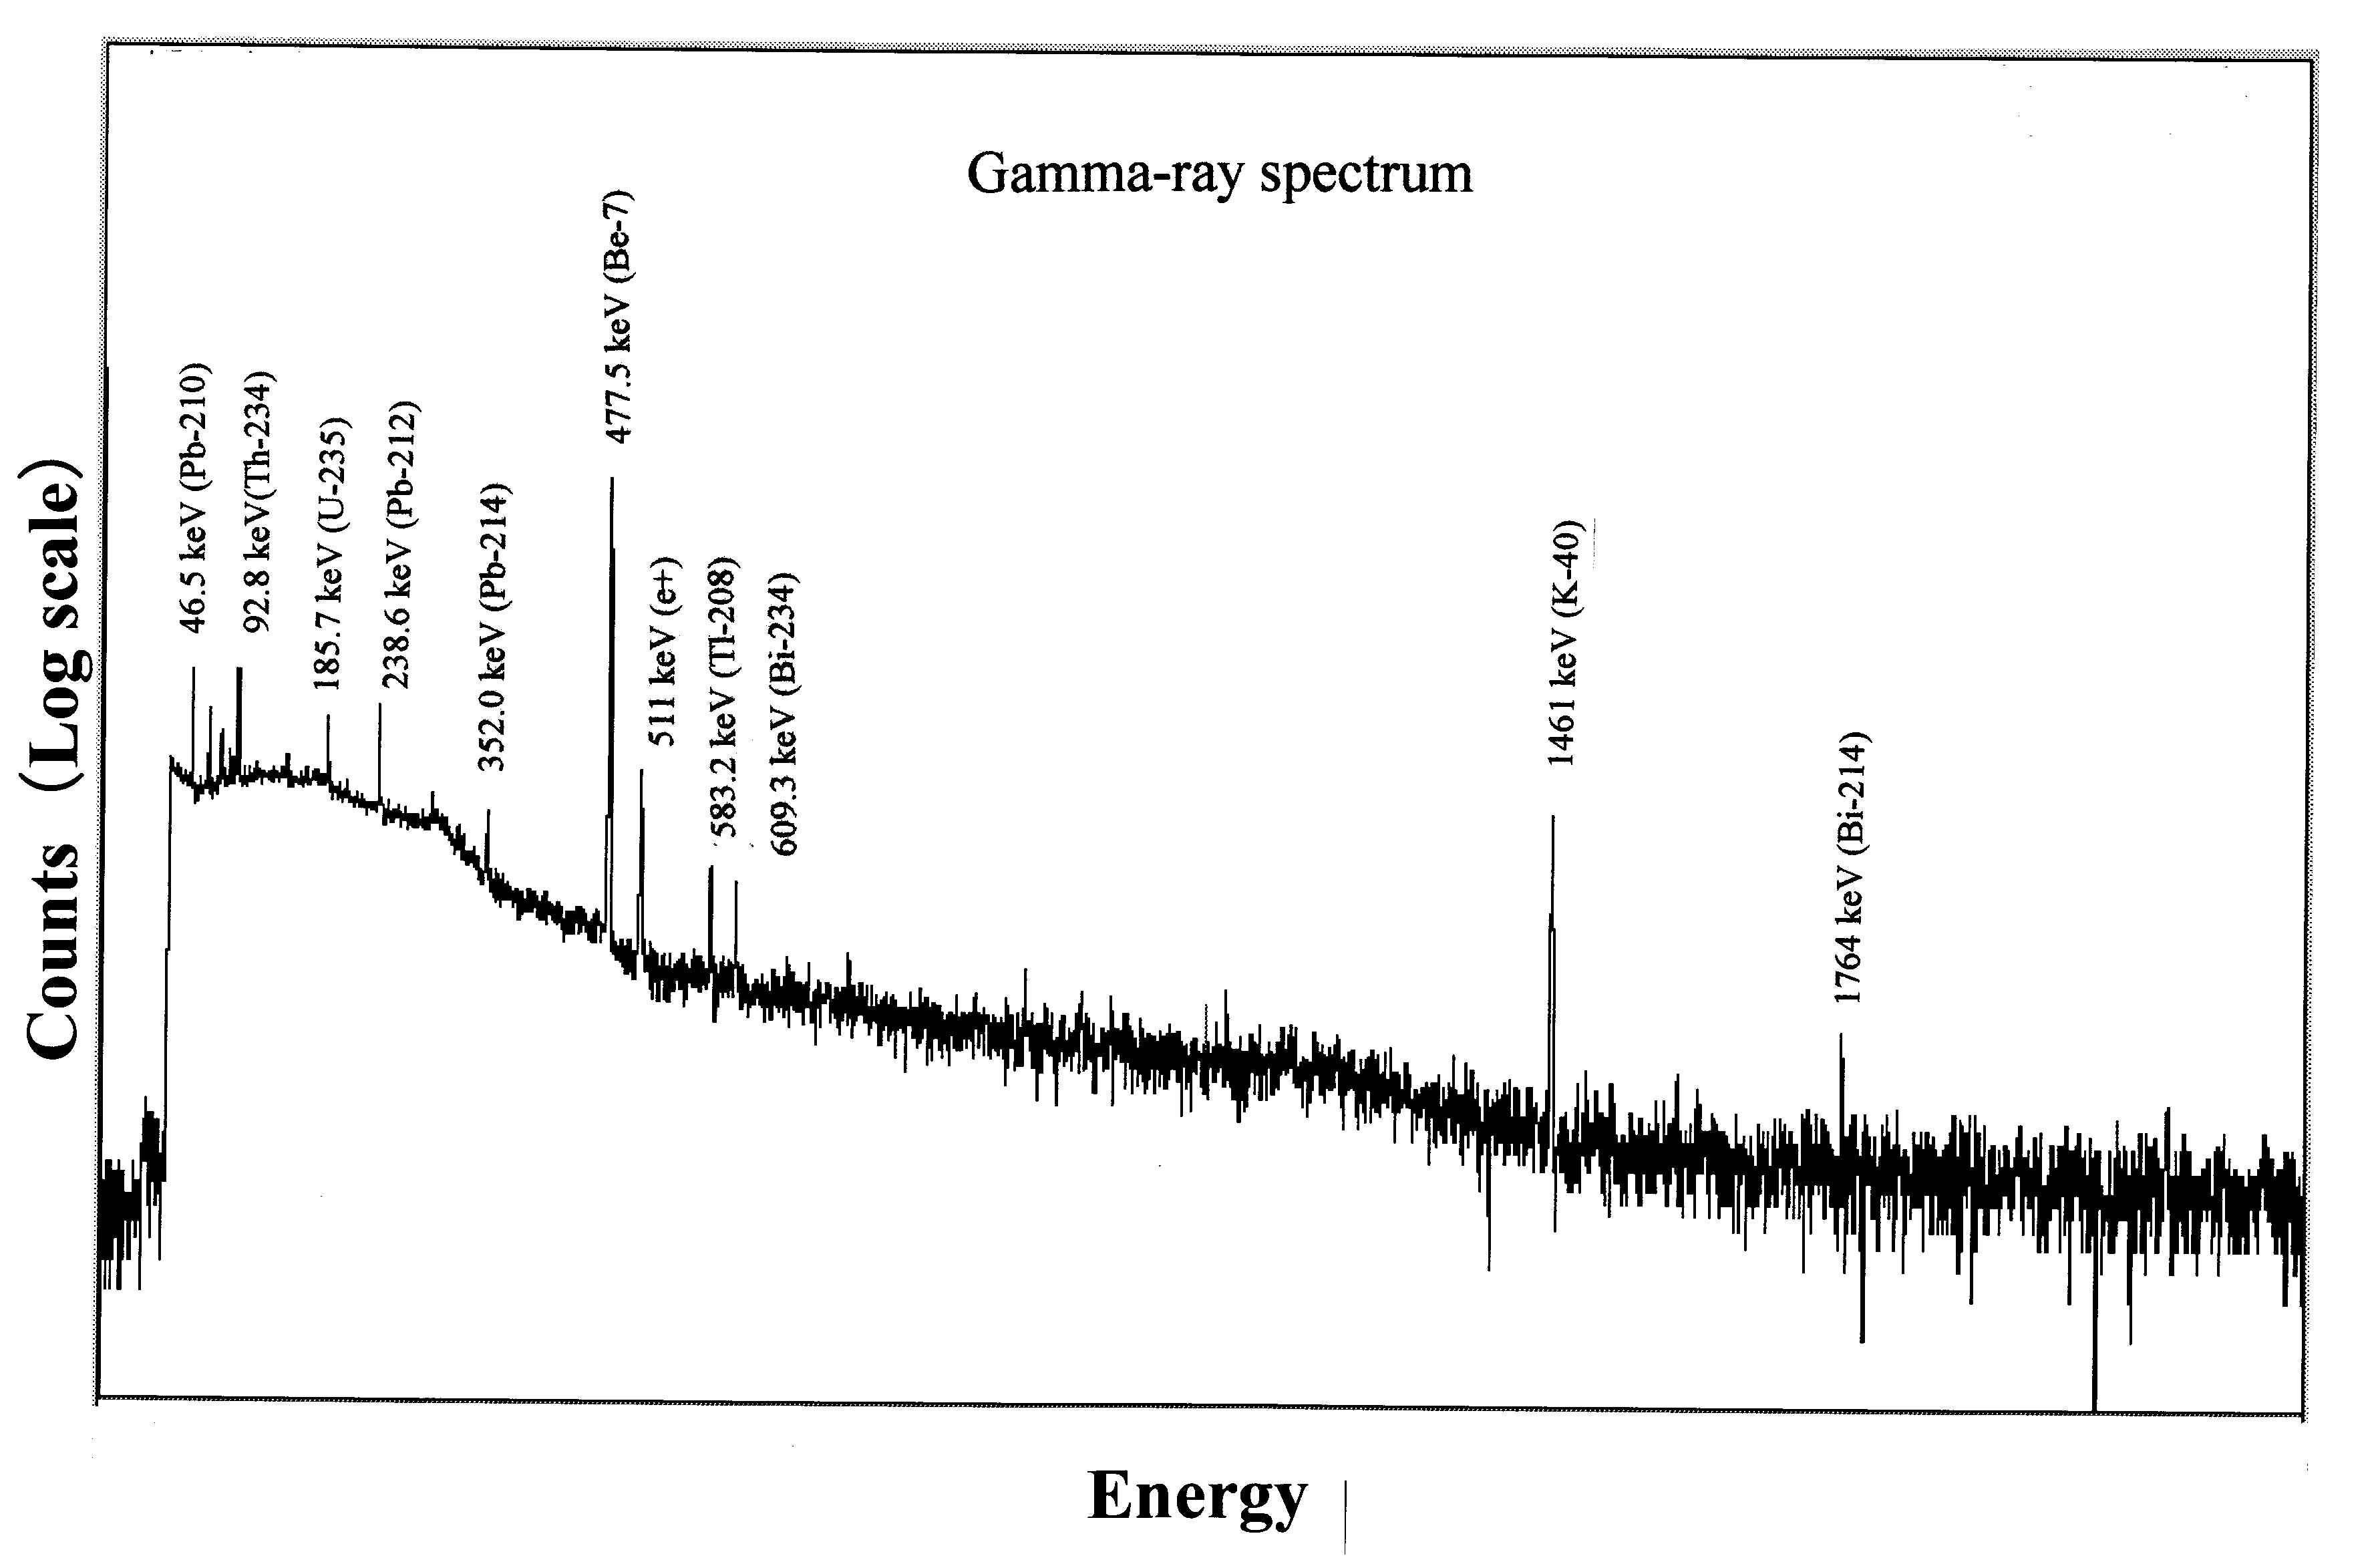 Gamma-ray spectrum
Counts (Log scale)
46.5 keV (Pb-210)
92.8 keV(Th-234)
185.7 keV (U-235)
238.6 keV (Pb-212)
352.0 keV (Pb-214)
477.5 keV (Be-7)
511 keV (e+)
583.2 keV (Tl-208)
609.3 keV (Bi-234)
1461 keV (K-40)
1764 keV (Bi-214)
Energy